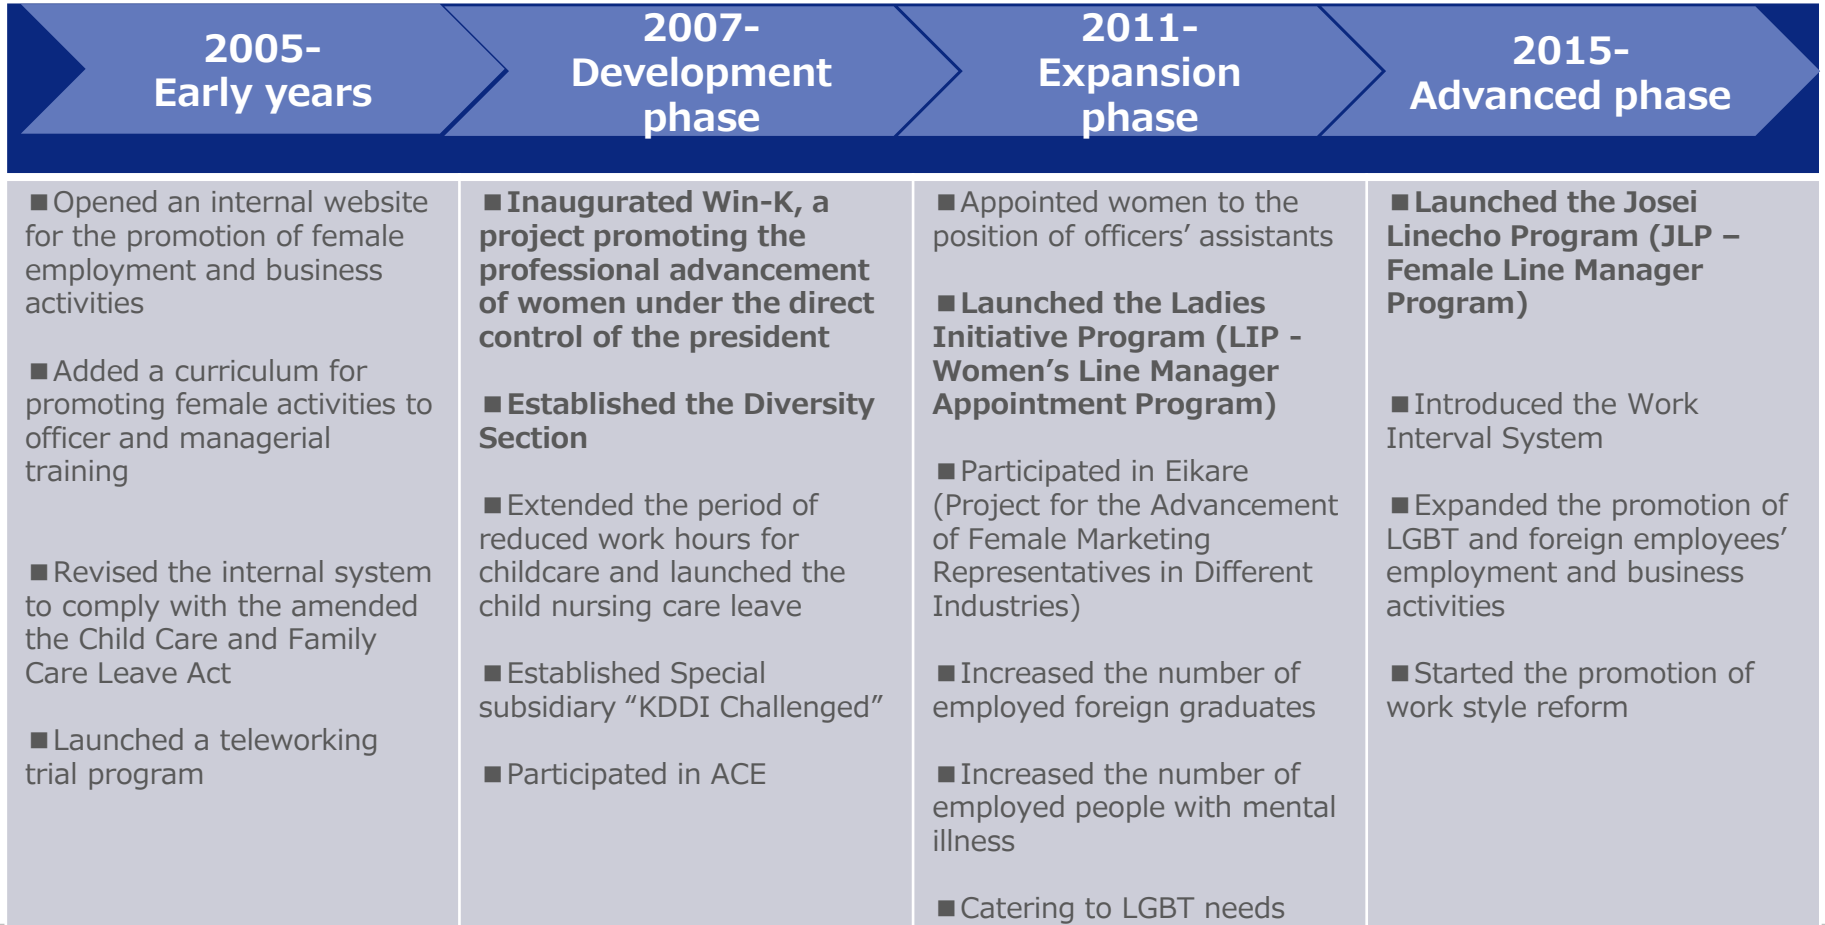 2005-
Early years
2007-
Development
phase
2011-
Expansion
phase
2015-
Advanced phase
■Opened an internal website
for the promotion of female
employment and business
activities
■Added a curriculum for
promoting female activities to
officer and managerial
training
■Revised the internal system
to comply with the amended
the Child Care and Family
Care Leave Act
■Launched a teleworking
trial program
■Inaugurated Win-K, a
project promoting the
professional advancement
of women under the direct
control of the president
■Established the Diversity
Section
■Extended the period of
reduced work hours for
childcare and launched the
child nursing care leave
■Established Special
subsidiary “KDDI Challenged”
■Participated in ACE
■Appointed women to the
position of officers’ assistants
■Launched the Ladies
Initiative Program (LIP -
Women’s Line Manager
Appointment Program)
■Participated in Eikare
(Project for the Advancement
of Female Marketing
Representatives in Different
Industries)
■Increased the number of
employed foreign graduates
■Increased the number of
employed people with mental
illness
■Catering to LGBT needs
■Launched the Josei
Linecho Program (JLP –
Female Line Manager
Program)
■Introduced the Work
Interval System
■Expanded the promotion of
LGBT and foreign employees’
employment and business
activities
■Started the promotion of
work style reform